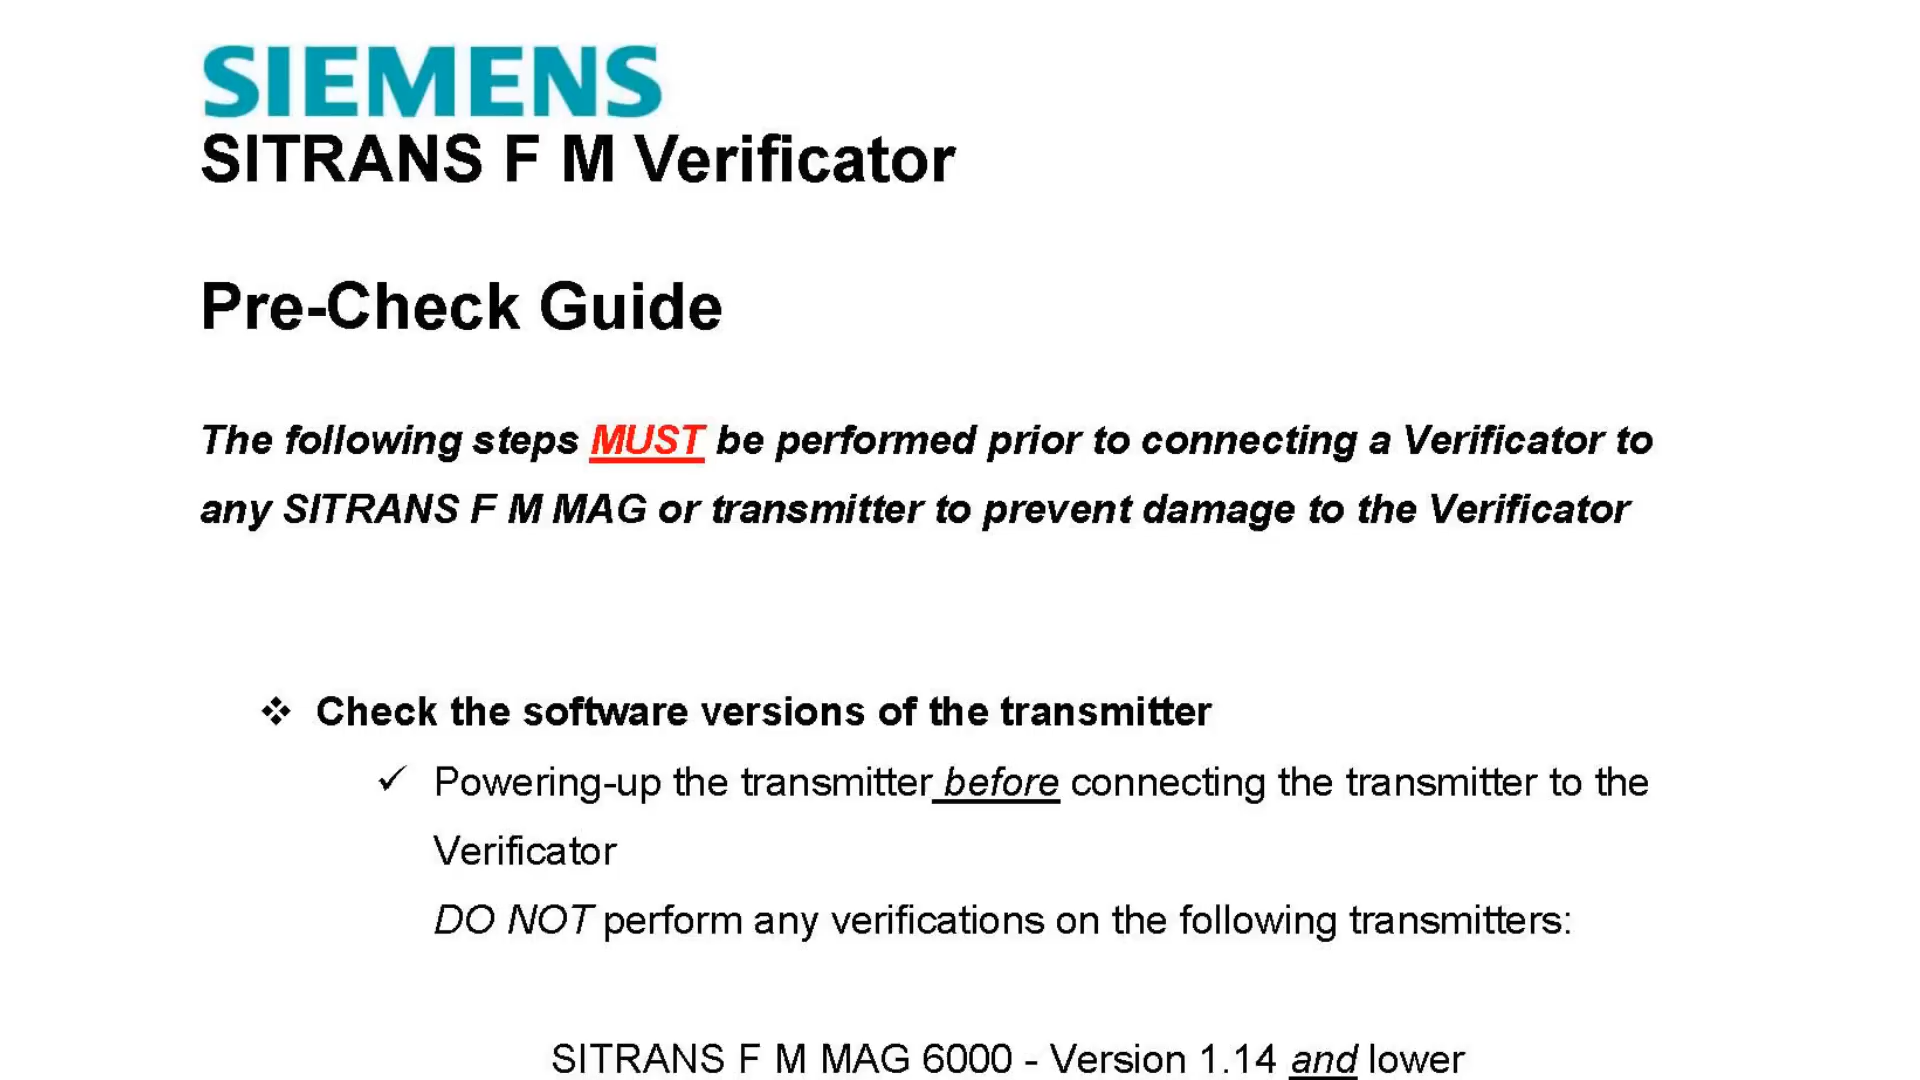 SIEMENS
SITRANS F M Verificator
Pre-Check Guide
The following steps MUST be performed prior to connecting a Verificator to
any SITRANS F M MAG or transmitter to prevent damage to the Verificator
❖ Check the software versions of the transmitter
✓ Powering-up the transmitter before connecting the transmitter to the
Verificator
DO NOT perform any verifications on the following transmitters:
SITRANS F M MAG 6000 - Version 1.14 and lower